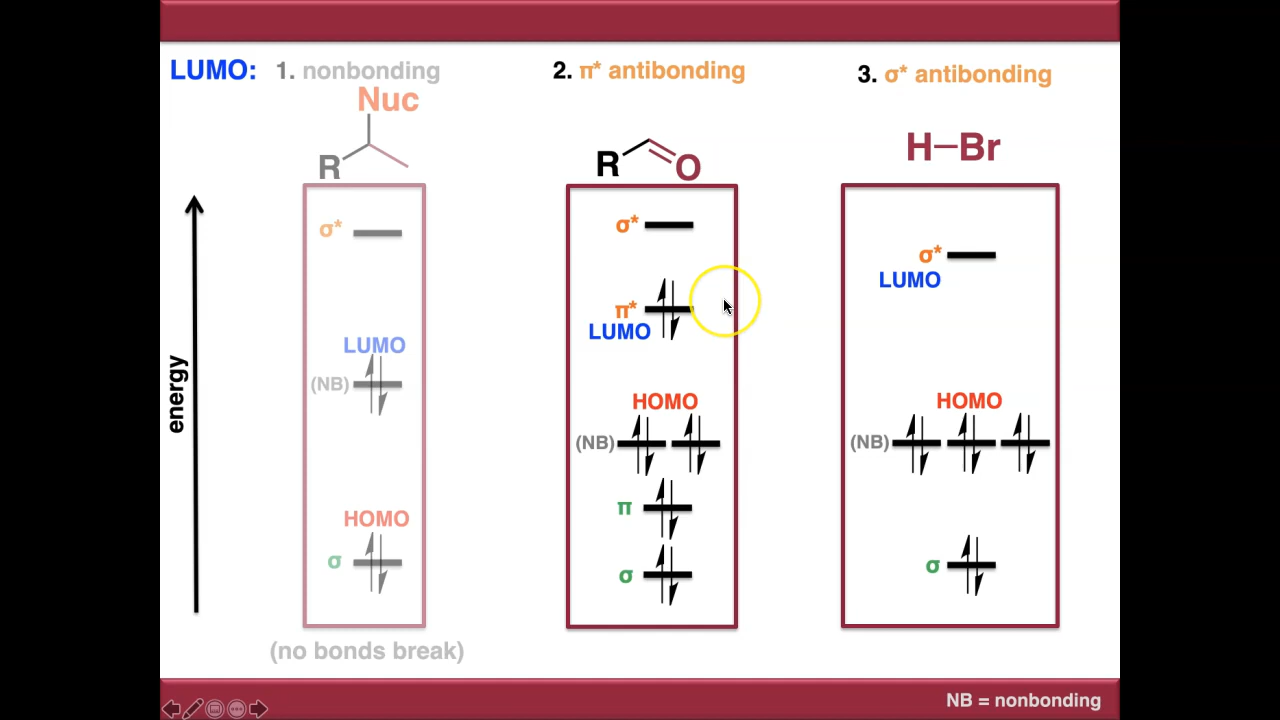 LUMO: 1. nonbonding
2. π* antibonding
3. σ* antibonding
Nuc
R
R
O
H–Br
energy
σ*
LUMO
(NB)
HOMO
σ
(no bonds break)
σ*
π*
LUMO
HOMO
(NB)
π
σ
σ*
LUMO
HOMO
(NB)
σ
NB = nonbonding